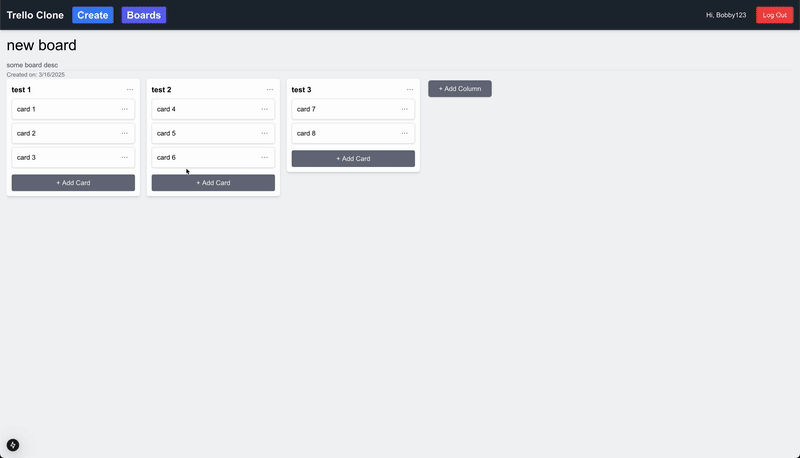 Trello Clone Create Boards Hi, Bobby123 Log Out
new board
some board desc
Created on: 3/16/2025
test 1 ...
card 1 ...
card 2 ...
card 3 ...
+ Add Card
test 2 ...
card 4 ...
card 5 ...
card 6 ...
+ Add Card
test 3 ...
card 7 ...
card 8 ...
+ Add Card
+ Add Column